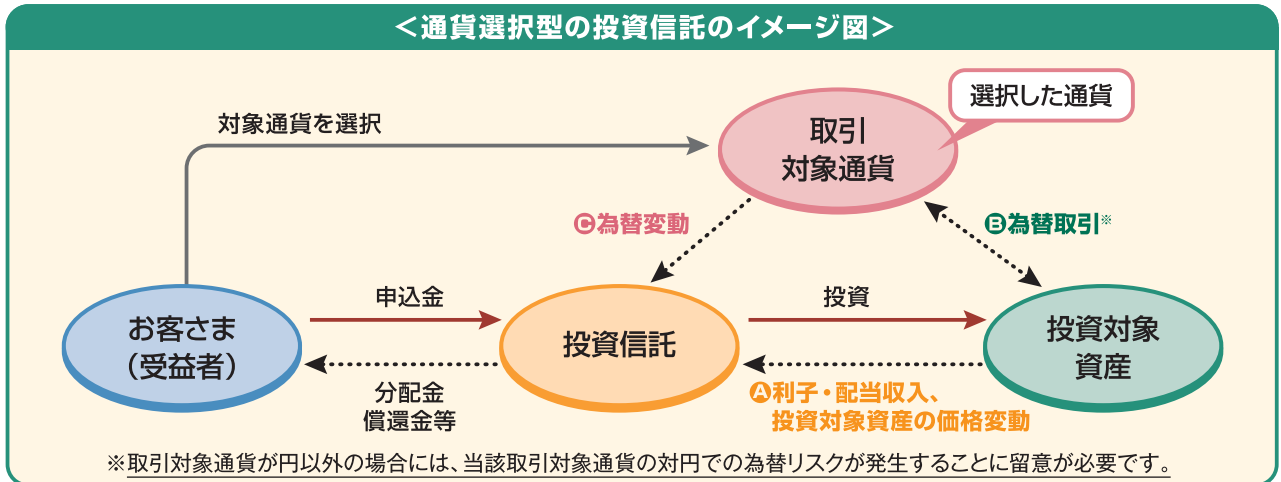 ＜通貨選択型の投資信託のイメージ図＞
選択した通貨
対象通貨を選択
取引
対象通貨
Ⓒ為替変動
Ⓑ為替取引※
お客さま
（受益者）
申込金
投資信託
投資
投資対象
資産
分配金
償還金等
Ⓐ利子・配当収入、
投資対象資産の価格変動
※取引対象通貨が円以外の場合には、当該取引対象通貨の対円での為替リスクが発生することに留意が必要です。